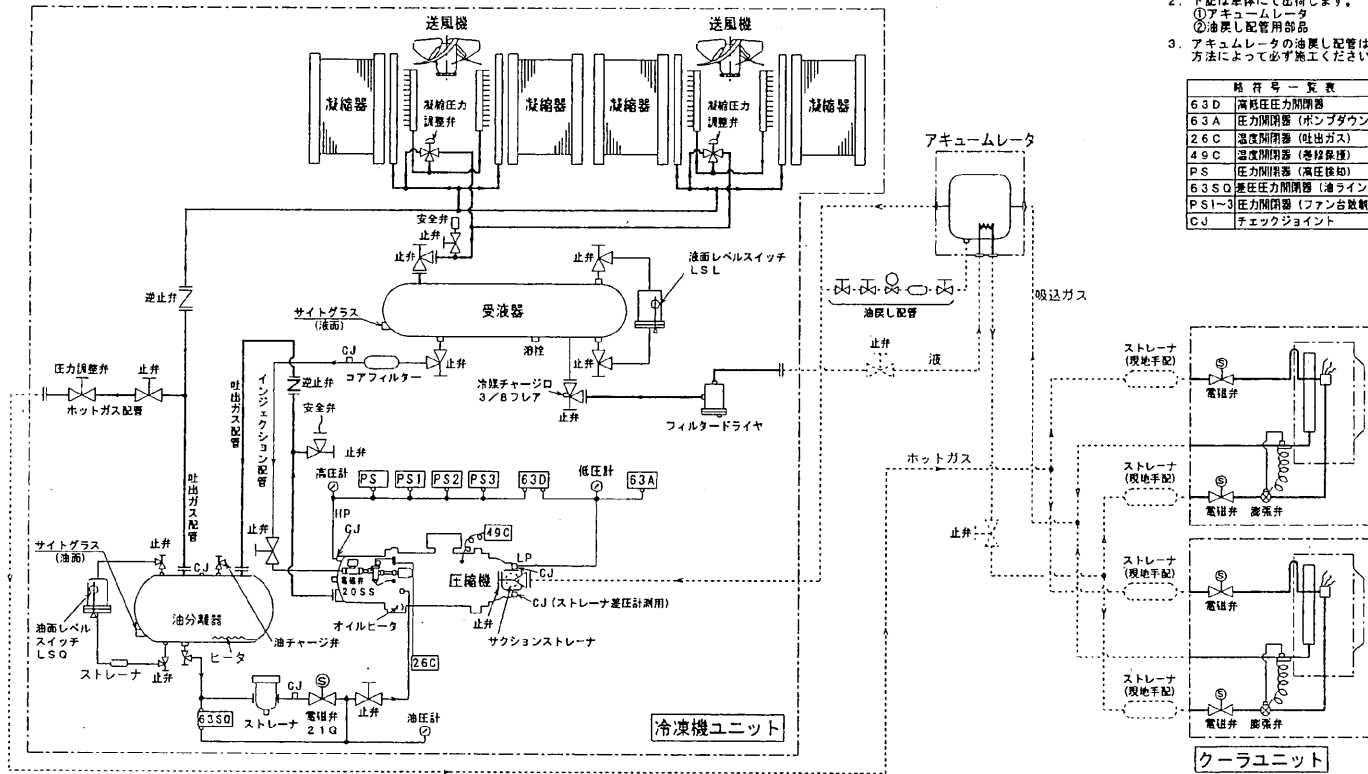 2. 下記は単体にて出荷します。
①アキュームレータ
②油戻し配管用部品
3. アキュムレータの油戻し配管は
方法によって必ず施工ください
略符号一覧表
63D 高低圧圧力開閉器
63A 圧力開閉器(ポンプダウン
26C 温度開閉器(吐出ガス)
49C 温度開閉器(巻線保護)
PS 圧力開閉器(高圧検知)
63SQ 差圧圧力開閉器(油ライン
PS1~3 圧力開閉器(ファン台数制
CJ チェックジョイント
送風機
送風機
凝縮器
凝縮圧力
調整弁
凝縮器
凝縮器
凝縮圧力
調整弁
凝縮器
アキュームレータ
安全弁
止弁
止弁
止弁
液面レベルスイッチ
LSL
逆止弁
サイトグラス
(液面)
受液器
油戻し配管
吸込ガス
CJ
止弁
油栓
止弁
コアフィルター
止弁
液
圧力調整弁
止弁
ホットガス配管
吐出ガス配管
インジェクション配管
逆止弁
安全弁
止弁
冷媒チャージ口
3/8フレア
止弁
フィルタードライヤ
ストレーナ
(現地手配)
S
電磁弁
ホットガス
ストレーナ
(現地手配)
S
電磁弁
膨張弁
高圧計
PS
PS1
PS2
PS3
63D
低圧計
63A
吐出ガス配管
HP
CJ
49C
止弁
LP
CJ
サイトグラス
(油面)
止弁
CJ
止弁
電磁弁
20SS
圧縮機
CJ(ストレーナ差圧計測用)
止弁
止弁
ストレーナ
(現地手配)
S
電磁弁
油分離器
オイルヒータ
サクションストレーナ
油面レベル
スイッチ
LSQ
ストレーナ
止弁
ヒータ
油チャージ弁
26C
63SQ
ストレーナ
CJ
S
電磁弁
21Q
止弁
油圧計
冷凍機ユニット
ストレーナ
(現地手配)
S
電磁弁
膨張弁
クーラユニット